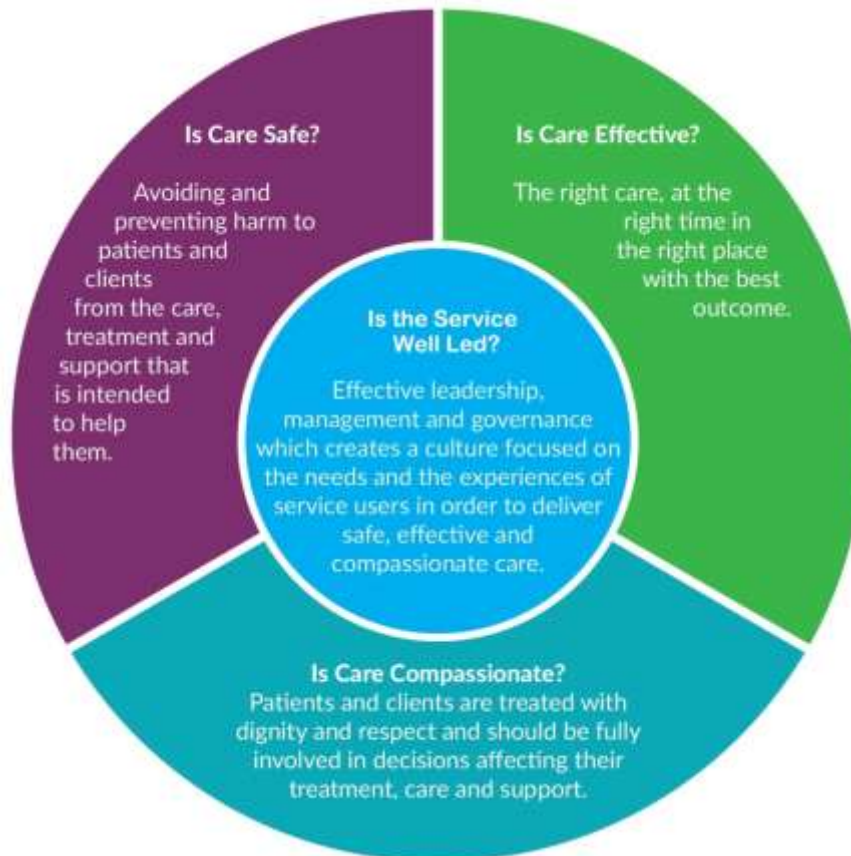 Is Care Safe?
Avoiding and
preventing harm to
patients and
clients
from the care,
treatment and
support that
is intended
to help
them.
Is Care Effective?
The right care, at the
right time in
the right place
with the best
outcome.
Is the Service
Well Led?
Effective leadership,
management and governance
which creates a culture focused on
the needs and the experiences of
service users in order to deliver
safe, effective and
compassionate care.
Is Care Compassionate?
Patients and clients are treated with
dignity and respect and should be fully
involved in decisions affecting their
treatment, care and support.